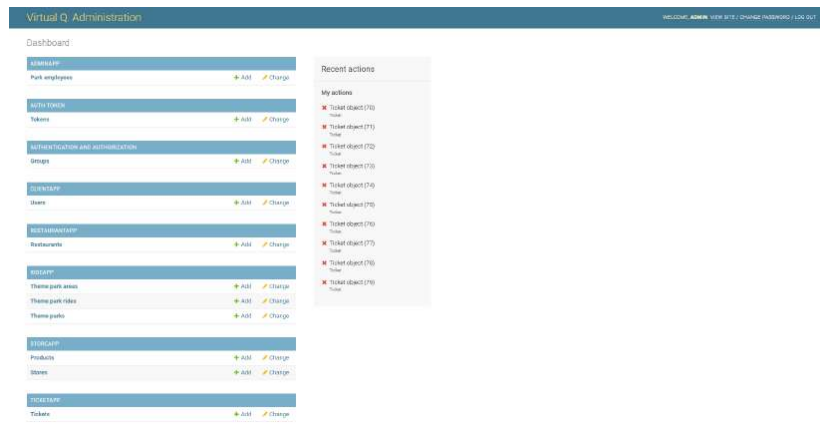 Virtual Q. Administration
WELCOME, ADMIN. VIEW SITE / CHANGE PASSWORD / LOG OUT
Dashboard
ADMINAPP
Park employees + Add Change
AUTH TOKEN
Tokens + Add Change
AUTHENTICATION AND AUTHORIZATION
Groups + Add Change
CLIENTAPP
Users + Add Change
RESTAURANTAPP
Restaurants + Add Change
RIDEAPP
Theme park areas + Add Change
Theme park rides + Add Change
Theme parks + Add Change
STOREAPP
Products + Add Change
Stores + Add Change
TICKETAPP
Tickets + Add Change
Recent actions
My actions
Ticket object (70)
Ticket
Ticket object (71)
Ticket
Ticket object (72)
Ticket
Ticket object (73)
Ticket
Ticket object (74)
Ticket
Ticket object (75)
Ticket
Ticket object (76)
Ticket
Ticket object (77)
Ticket
Ticket object (78)
Ticket
Ticket object (79)
Ticket